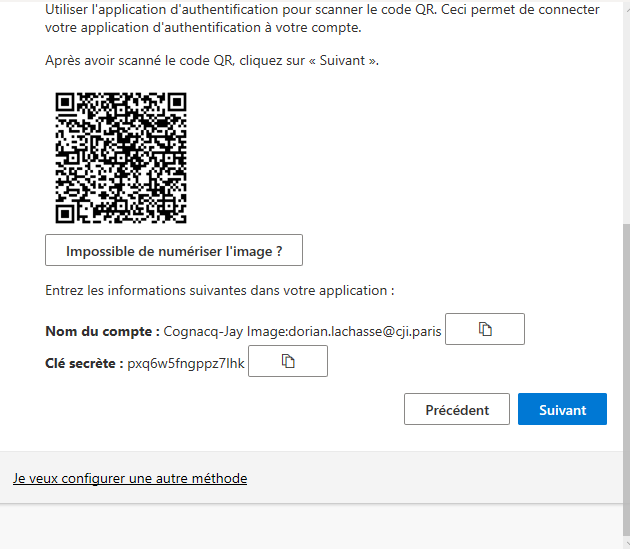 Utiliser l'application d'authentification pour scanner le code QR. Ceci permet de connecter
votre application d'authentification à votre compte.
Après avoir scanné le code QR, cliquez sur « Suivant ».
Impossible de numériser l'image ?
Entrez les informations suivantes dans votre application :
Nom du compte : Cognacq-Jay Image:dorian.lachasse@cji.paris
Clé secrète : pxq6w5fngppz7lhk
Précédent
Suivant
Je veux configurer une autre méthode